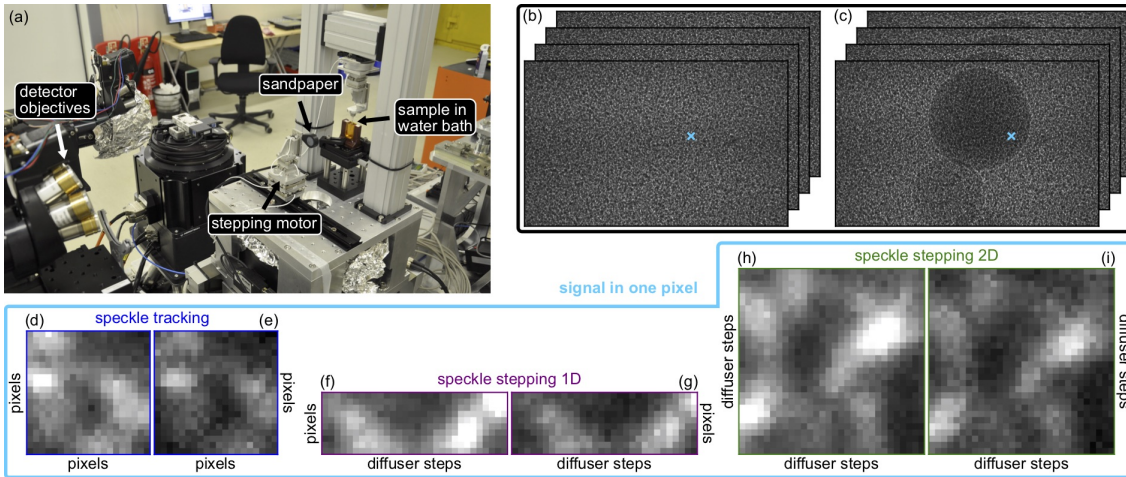 (a)
detector
objectives
sandpaper
sample in
water bath
stepping motor
(b)
(c)
signal in one pixel
(d)
speckle tracking
(e)
pixels
pixels
pixels
pixels
(f)
speckle stepping 1D
(g)
pixels
pixels
diffuser steps
diffuser steps
(h)
speckle stepping 2D
(i)
diffuser steps
diffuser steps
diffuser steps
diffuser steps